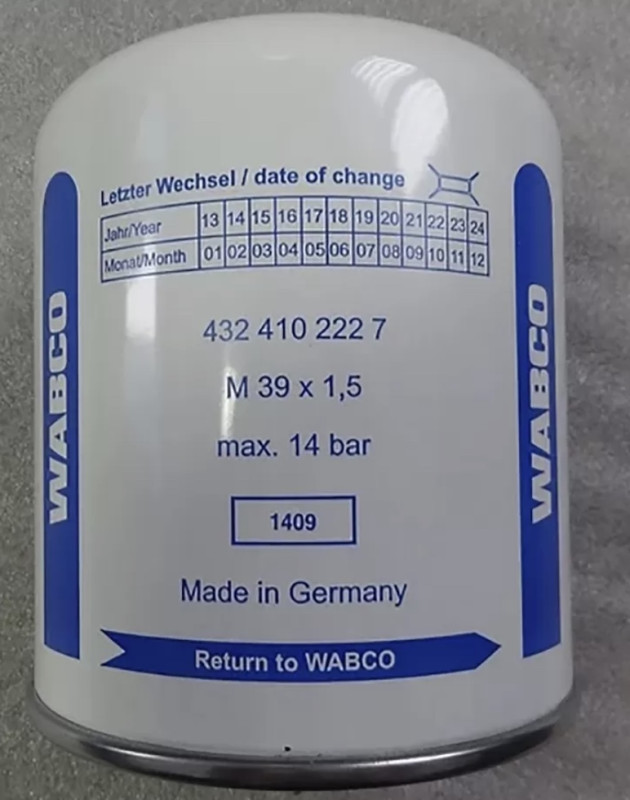 Letzter Wechsel / date of change
Jahr/Year 13 14 15 16 17 18 19 20 21 22 23 24
Monat/Month 01 02 03 04 05 06 07 08 09 10 11 12
WABCO
432 410 222 7
M 39 x 1,5
max. 14 bar
1409
Made in Germany
Return to WABCO
WABCO